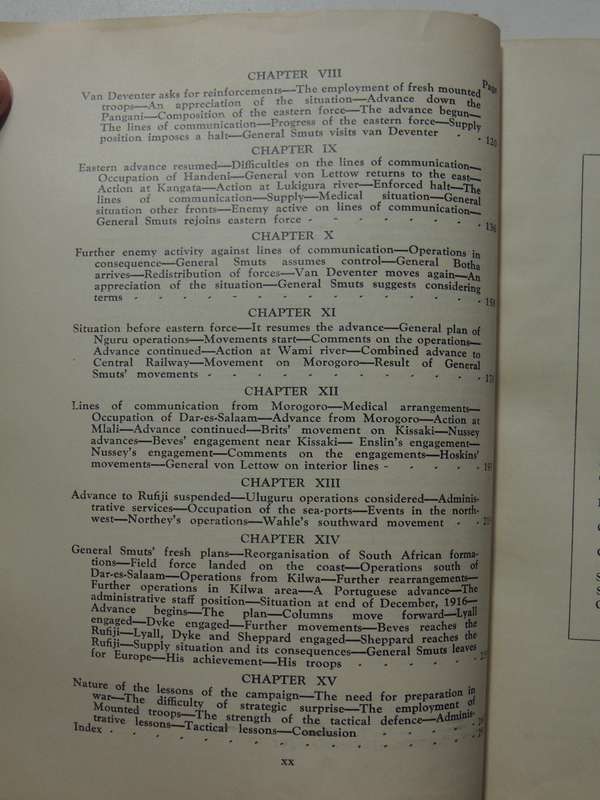 CHAPTER VIII
Page
Van Deventer asks for reinforcements—The employment of fresh mounted
troops—An appreciation of the situation—Advance down the
Pangani—Composition of the eastern force—The advance begun—
The lines of communication—Progress of the eastern force—Supply
position imposes a halt—General Smuts visits van Deventer - - 120
CHAPTER IX
Eastern advance resumed—Difficulties on the lines of communication—
Occupation of Handeni—General von Lettow returns to the east—
Action at Kangata—Action at Lukigura river—Enforced halt—The
lines of communication—Supply—Medical situation—General
situation other fronts—Enemy active on lines of communication—
General Smuts rejoins eastern force - - - - - - - - 136
CHAPTER X
Further enemy activity against lines of communication—Operations in
consequence—General Smuts assumes control—General Botha
arrives—Redistribution of forces—Van Deventer moves again—An
appreciation of the situation—General Smuts suggests considering
terms - - - - - - - - - - - - - - -
CHAPTER XI
Situation before eastern force—It resumes the advance—General plan of
Nguru operations—Movements start—Comments on the operations—
Advance continued—Action at Wami river—Combined advance to
Central Railway—Movement on Morogoro—Result of General
Smuts' movements - - - - - - - - - - - -
CHAPTER XII
Lines of communication from Morogoro—Medical arrangements—
Occupation of Dar-es-Salaam—Advance from Morogoro—Action at
Mlali—Advance continued—Brits' movement on Kissaki—Nussey
advances—Beves' engagement near Kissaki— Enslin's engagement—
Nussey's engagement—Comments on the engagements—Hoskins'
movements—General von Lettow on interior lines - - - - -
CHAPTER XIII
Advance to Rufiji suspended—Uluguru operations considered—Adminis-
trative services—Occupation of the sea-ports—Events in the north-
west—Northey's operations—Wahle's southward movement - -
CHAPTER XIV
General Smuts' fresh plans—Reorganisation of South African forma-
tions—Field force landed on the coast—Operations south of
Dar-es-Salaam—Operations from Kilwa—Further rearrangements—
Further operations in Kilwa area—A Portuguese advance—The
administrative staff position—Situation at end of December, 1916—
Advance begins—The plan—Columns move forward—Lyall
engaged—Dyke engaged—Further movements—Beves reaches the
Rufiji—Lyall, Dyke and Sheppard engaged—Sheppard reaches the
Rufiji—Supply situation and its consequences—General Smuts leaves
for Europe—His achievement—His troops - - - - - -
CHAPTER XV
Nature of the lessons of the campaign—The need for preparation in
war—The difficulty of strategic surprise—The employment of
Mounted troops—The strength of the tactical defence—Adminis-
trative lessons—Tactical lessons—Conclusion - - - - -
Index - - - - - - - - - - - - - -
xx